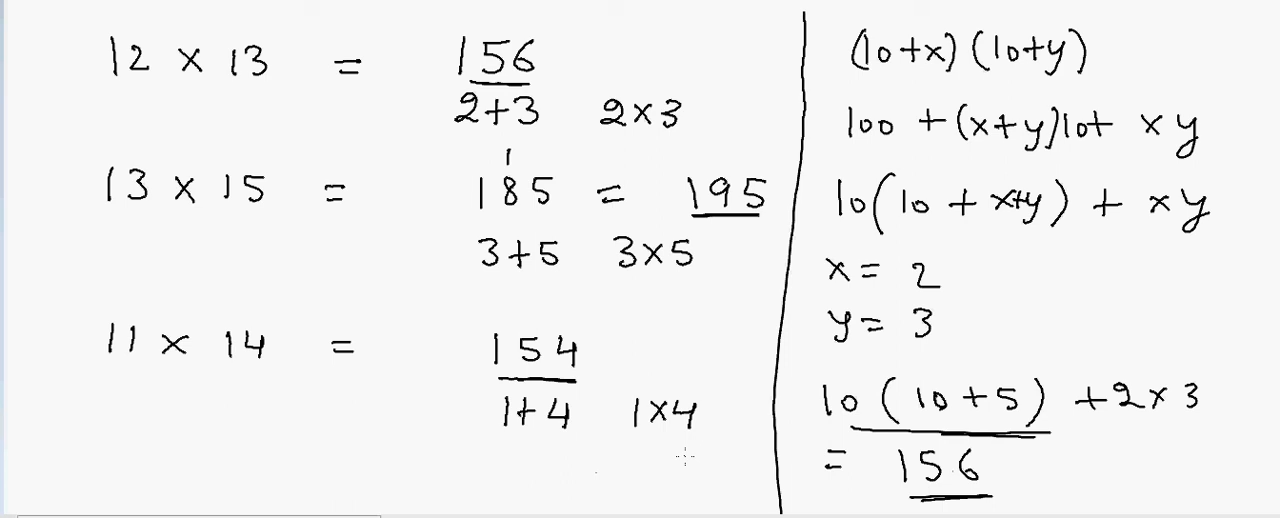 12 × 13 = 156
2+3 2×3
1
13 × 15 = 185 = 195
3+5 3×5
11 × 14 = 154
1+4 1×4
(10+x)(10+y)
100 + (x+y)10+ xy
10(10 + x+y) + xy
x = 2
y = 3
10(10+5) +2×3
= 156